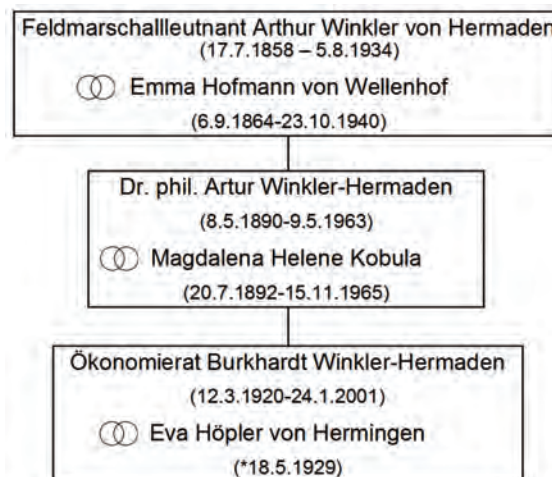 Feldmarschallleutnant Arthur Winkler von Hermaden
(17.7.1858 – 5.8.1934)
Emma Hofmann von Wellenhof
(6.9.1864-23.10.1940)
Dr. phil. Artur Winkler-Hermaden
(8.5.1890-9.5.1963)
Magdalena Helene Kobula
(20.7.1892-15.11.1965)
Ökonomierat Burkhardt Winkler-Hermaden
(12.3.1920-24.1.2001)
Eva Höpler von Hermingen
(*18.5.1929)